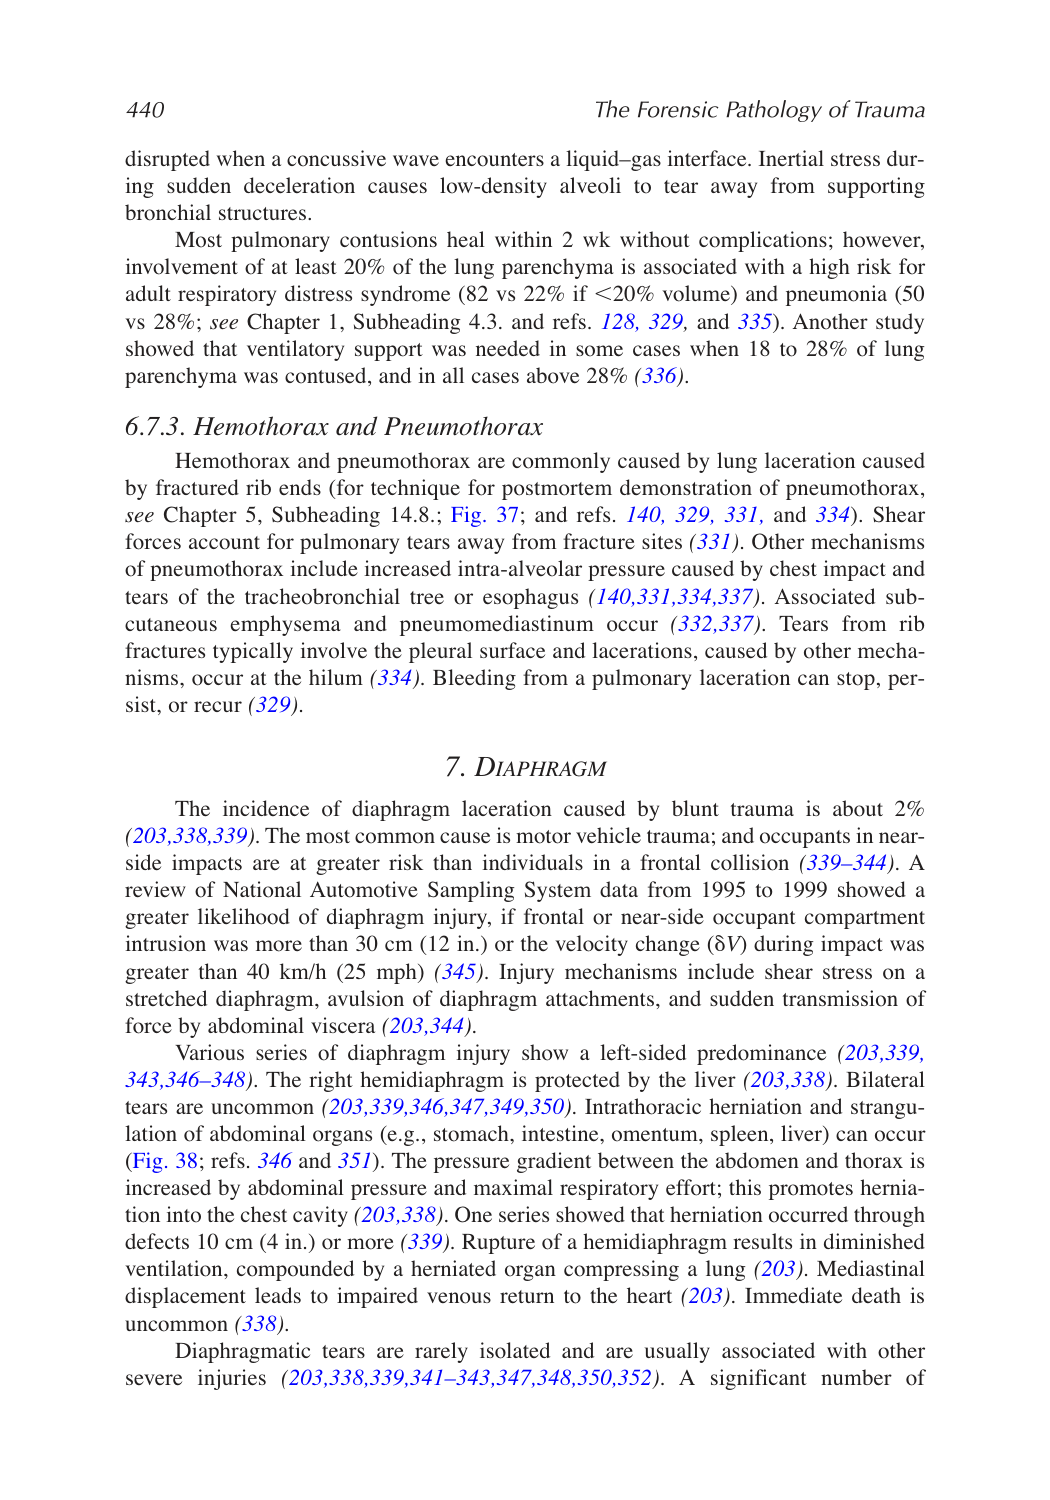 440
The Forensic Pathology of Trauma
disrupted when a concussive wave encounters a liquid–gas interface. Inertial stress dur-
ing sudden deceleration causes low-density alveoli to tear away from supporting
bronchial structures.
Most pulmonary contusions heal within 2 wk without complications; however,
involvement of at least 20% of the lung parenchyma is associated with a high risk for
adult respiratory distress syndrome (82 vs 22% if <20% volume) and pneumonia (50
vs 28%; see Chapter 1, Subheading 4.3. and refs. 128, 329, and 335). Another study
showed that ventilatory support was needed in some cases when 18 to 28% of lung
parenchyma was contused, and in all cases above 28% (336).
6.7.3. Hemothorax and Pneumothorax
Hemothorax and pneumothorax are commonly caused by lung laceration caused
by fractured rib ends (for technique for postmortem demonstration of pneumothorax,
see Chapter 5, Subheading 14.8.; Fig. 37; and refs. 140, 329, 331, and 334). Shear
forces account for pulmonary tears away from fracture sites (331). Other mechanisms
of pneumothorax include increased intra-alveolar pressure caused by chest impact and
tears of the tracheobronchial tree or esophagus (140,331,334,337). Associated sub-
cutaneous emphysema and pneumomediastinum occur (332,337). Tears from rib
fractures typically involve the pleural surface and lacerations, caused by other mecha-
nisms, occur at the hilum (334). Bleeding from a pulmonary laceration can stop, per-
sist, or recur (329).
7. DIAPHRAGM
The incidence of diaphragm laceration caused by blunt trauma is about 2%
(203,338,339). The most common cause is motor vehicle trauma; and occupants in near-
side impacts are at greater risk than individuals in a frontal collision (339–344). A
review of National Automotive Sampling System data from 1995 to 1999 showed a
greater likelihood of diaphragm injury, if frontal or near-side occupant compartment
intrusion was more than 30 cm (12 in.) or the velocity change (δV) during impact was
greater than 40 km/h (25 mph) (345). Injury mechanisms include shear stress on a
stretched diaphragm, avulsion of diaphragm attachments, and sudden transmission of
force by abdominal viscera (203,344).
Various series of diaphragm injury show a left-sided predominance (203,339,
343,346–348). The right hemidiaphragm is protected by the liver (203,338). Bilateral
tears are uncommon (203,339,346,347,349,350). Intrathoracic herniation and strangu-
lation of abdominal organs (e.g., stomach, intestine, omentum, spleen, liver) can occur
(Fig. 38; refs. 346 and 351). The pressure gradient between the abdomen and thorax is
increased by abdominal pressure and maximal respiratory effort; this promotes hernia-
tion into the chest cavity (203,338). One series showed that herniation occurred through
defects 10 cm (4 in.) or more (339). Rupture of a hemidiaphragm results in diminished
ventilation, compounded by a herniated organ compressing a lung (203). Mediastinal
displacement leads to impaired venous return to the heart (203). Immediate death is
uncommon (338).
Diaphragmatic tears are rarely isolated and are usually associated with other
severe injuries (203,338,339,341–343,347,348,350,352). A significant number of